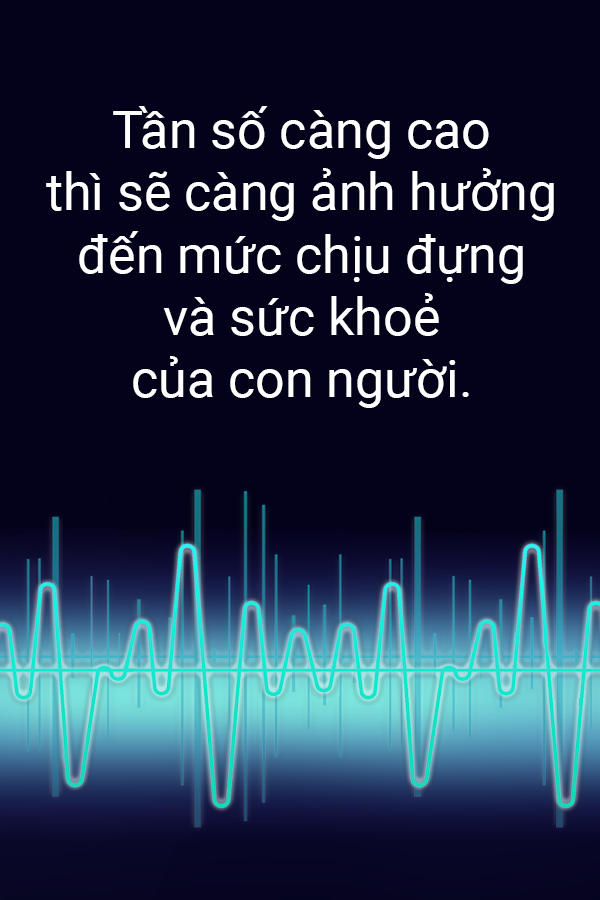 Tần số càng cao
thì sẽ càng ảnh hưởng
đến mức chịu đựng
và sức khoẻ
của con người.